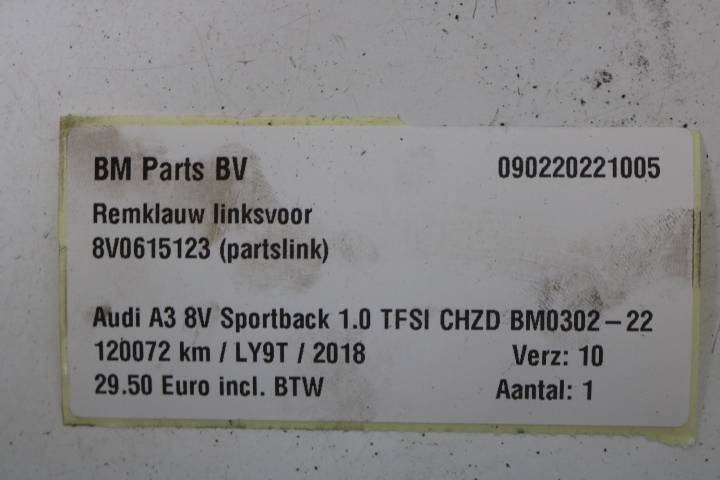 BM Parts BV 090220221005
Remklauw linksvoor
8V0615123 (partslink)
Audi A3 8V Sportback 1.0 TFSI CHZD BM0302-22
120072 km / LY9T / 2018 Verz: 10
29.50 Euro incl. BTW Aantal: 1